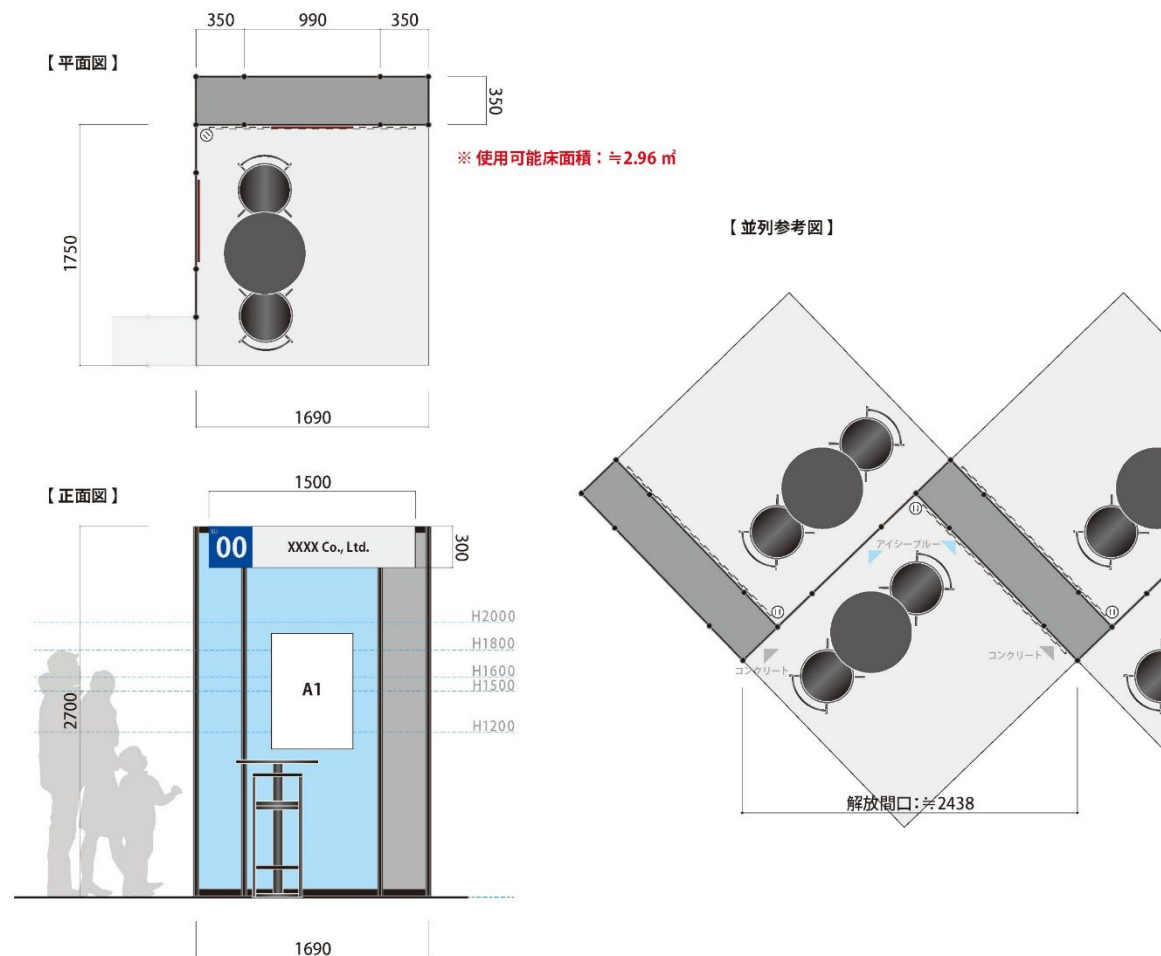 350
990
350
【 平面図 】
350
※ 使用可能床面積：≒2.96 ㎡
1750
1690
【 並列参考図 】
アイシーブルー
コンクリート
コンクリート
解放間口：≒2438
【 正面図 】
1500
00
XXXX Co., Ltd.
300
H2000
H1800
H1600
H1500
H1200
2700
A1
1690